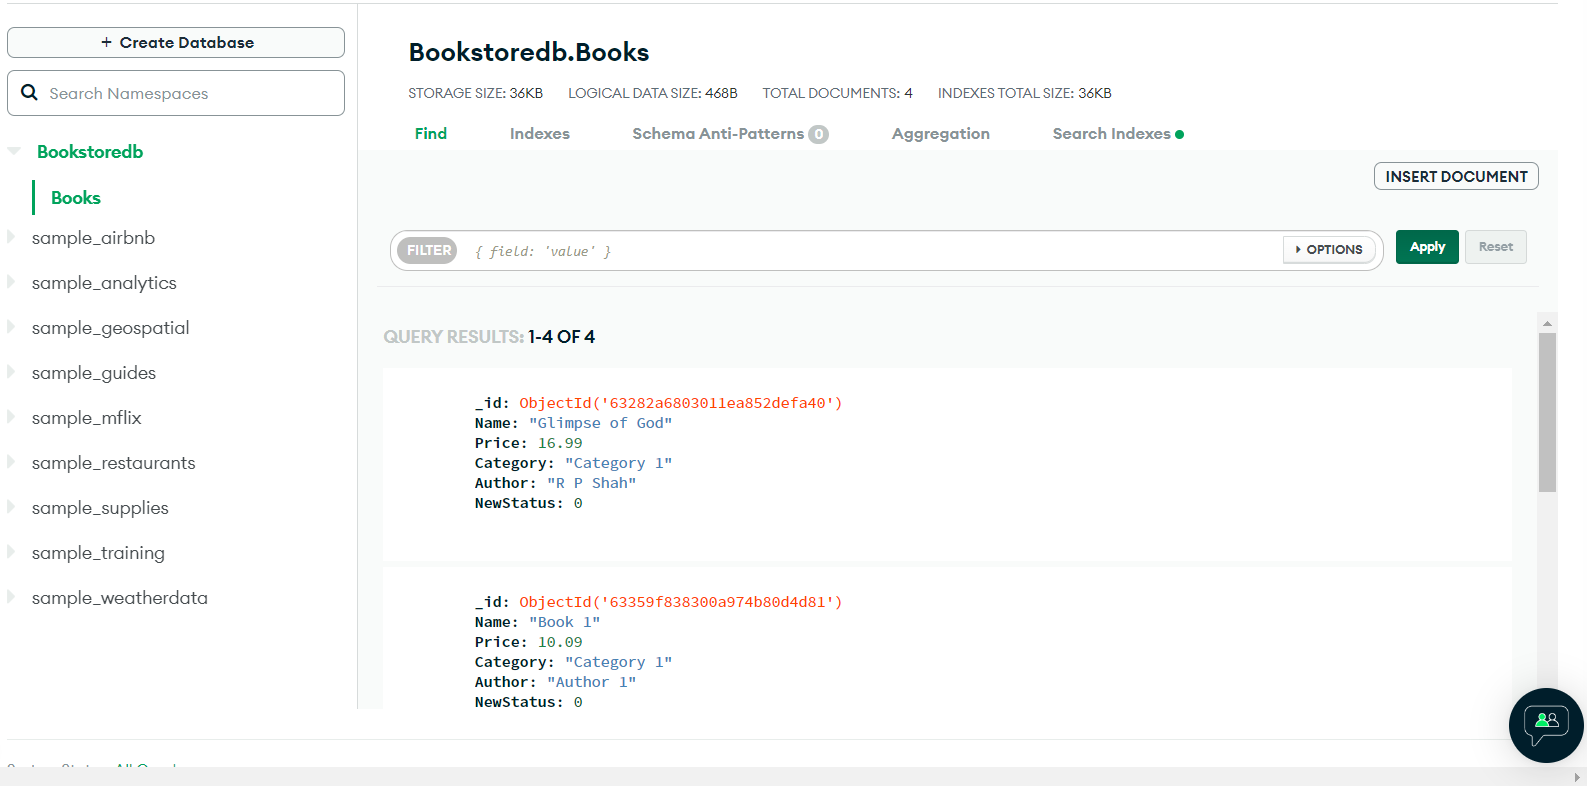 + Create Database
Search Namespaces
Bookstoredb
Books
sample_airbnb
sample_analytics
sample_geospatial
sample_guides
sample_mflix
sample_restaurants
sample_supplies
sample_training
sample_weatherdata
Bookstoredb.Books
STORAGE SIZE: 36KB LOGICAL DATA SIZE: 468B TOTAL DOCUMENTS: 4 INDEXES TOTAL SIZE: 36KB
Find Indexes Schema Anti-Patterns 0 Aggregation Search Indexes
INSERT DOCUMENT
FILTER { field: 'value' } OPTIONS Apply Reset
QUERY RESULTS: 1-4 OF 4
_id: ObjectId('63282a6803011ea852defa40')
Name: "Glimpse of God"
Price: 16.99
Category: "Category 1"
Author: "R P Shah"
NewStatus: 0
_id: ObjectId('63359f838300a974b80d4d81')
Name: "Book 1"
Price: 10.09
Category: "Category 1"
Author: "Author 1"
NewStatus: 0